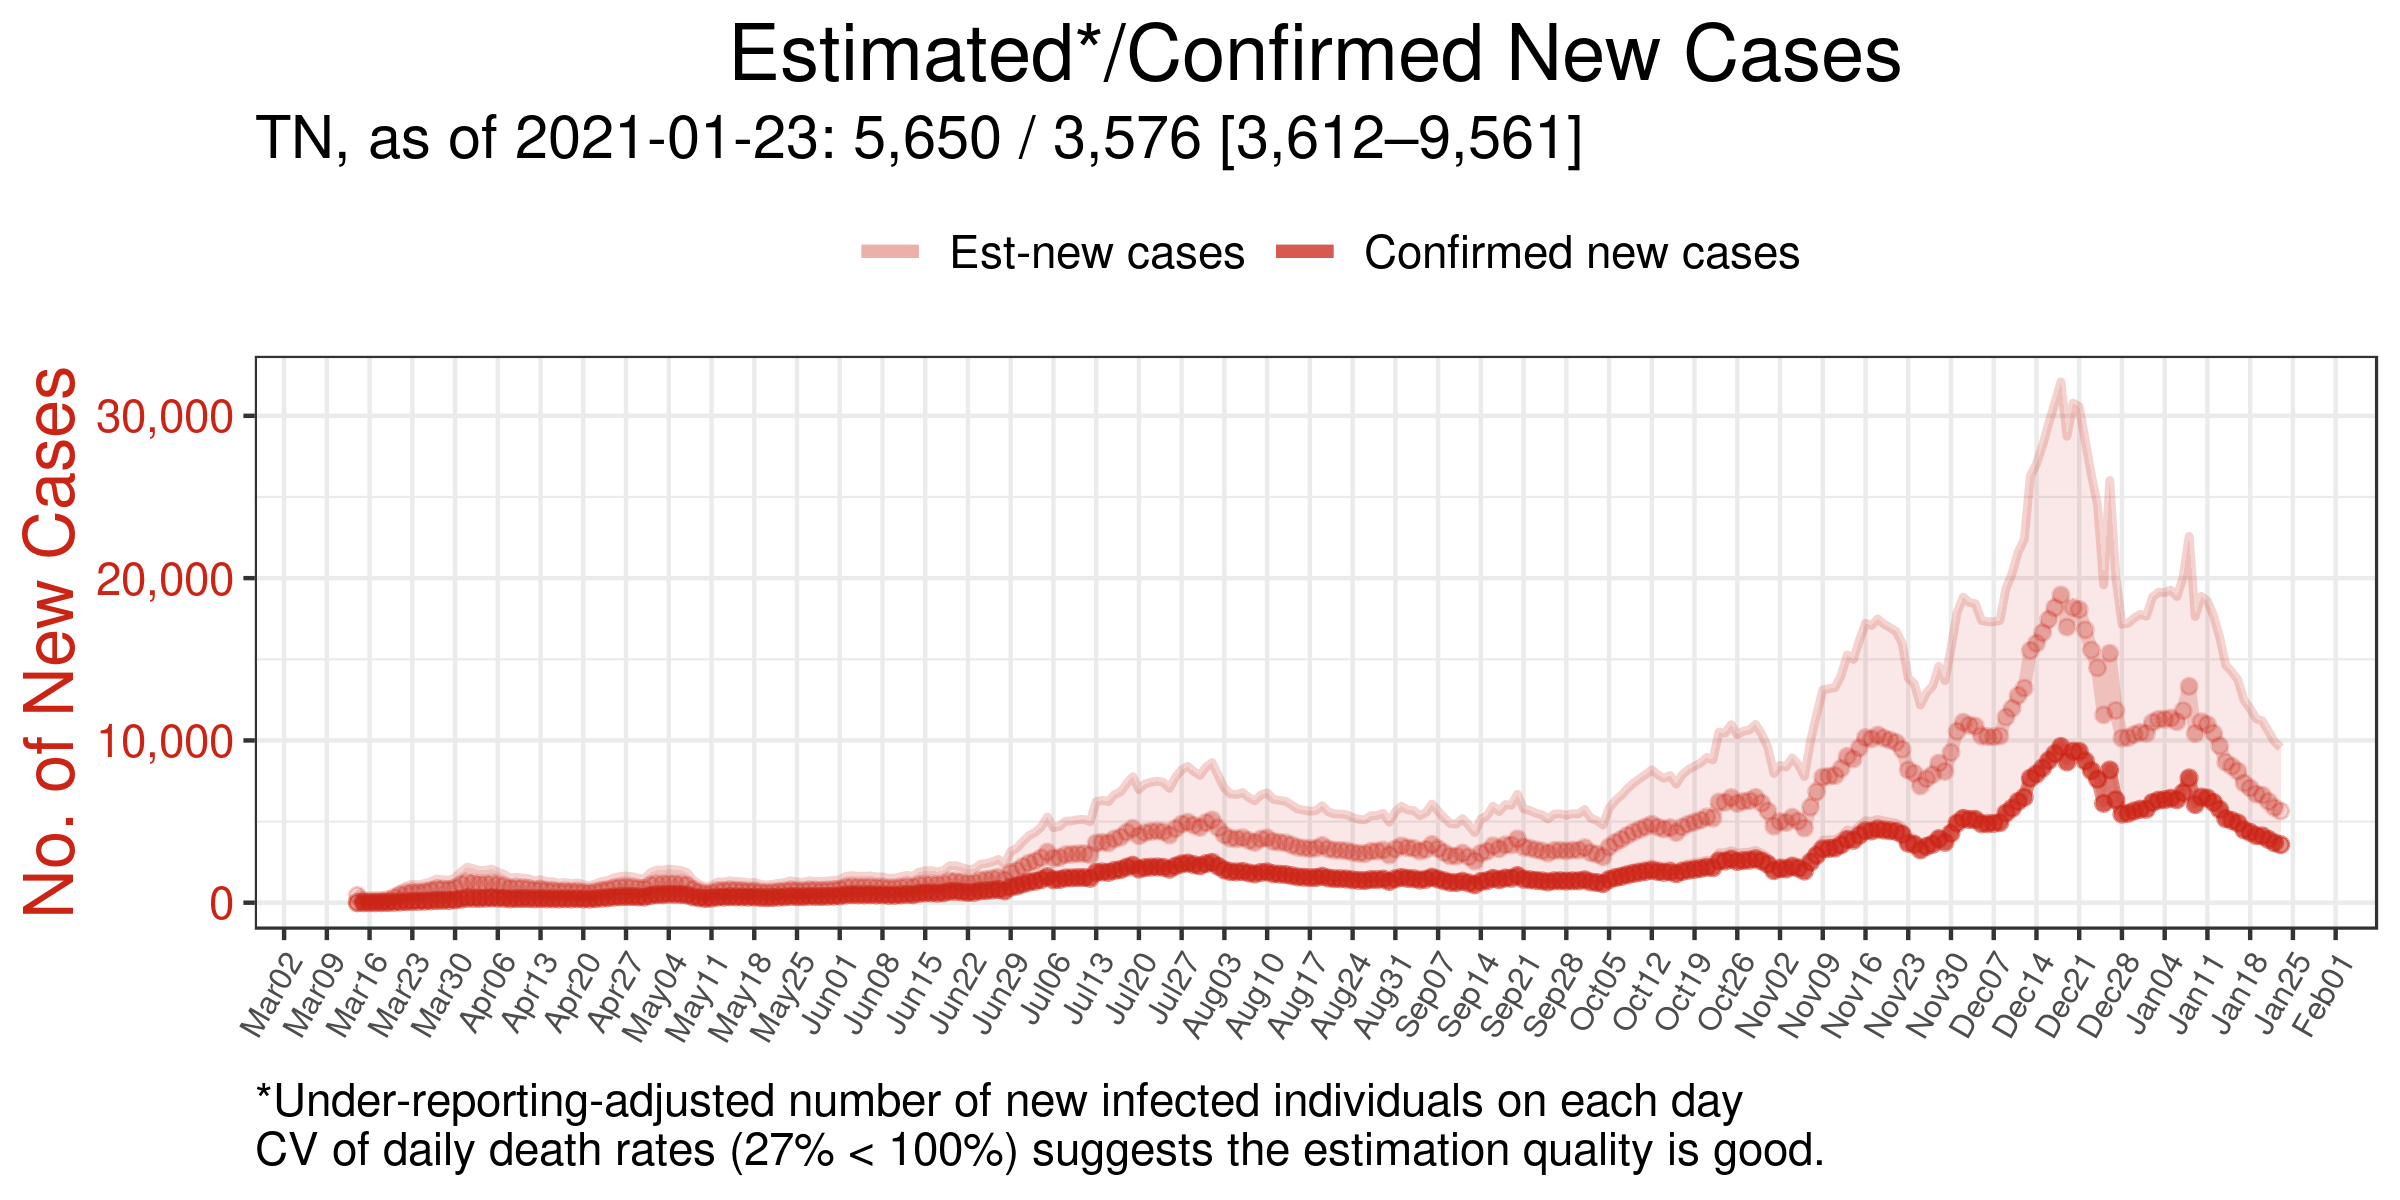 Estimated*/Confirmed New Cases
TN, as of 2021-01-23: 5,650 / 3,576 [3,612–9,561]
Est-new cases
Confirmed new cases
No. of New Cases
30,000
20,000
10,000
0
Mar02
Mar09
Mar16
Mar23
Mar30
Apr06
Apr13
Apr20
Apr27
May04
May11
May18
May25
Jun01
Jun08
Jun15
Jun22
Jun29
Jul06
Jul13
Jul20
Jul27
Aug03
Aug10
Aug17
Aug24
Aug31
Sep07
Sep14
Sep21
Sep28
Oct05
Oct12
Oct19
Oct26
Nov02
Nov09
Nov16
Nov23
Nov30
Dec07
Dec14
Dec21
Dec28
Jan04
Jan11
Jan18
Jan25
Feb01
*Under-reporting-adjusted number of new infected individuals on each day
CV of daily death rates (27% < 100%) suggests the estimation quality is good.